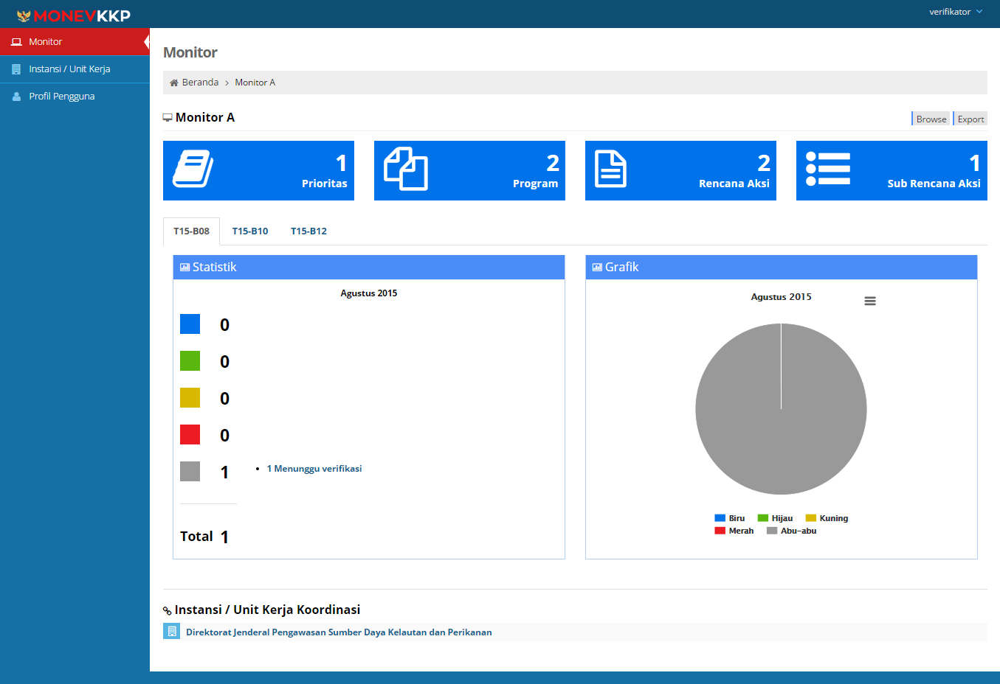 MONEVKKP
verifikator
Monitor
Instansi / Unit Kerja
Profil Pengguna
Monitor
Beranda > Monitor A
Monitor A
Browse Export
1
Prioritas
2
Program
2
Rencana Aksi
1
Sub Rencana Aksi
T15-B08 T15-B10 T15-B12
Statistik
Agustus 2015
0
0
0
0
1 • 1 Menunggu verifikasi
Total 1
Grafik
Agustus 2015
Biru Hijau Kuning
Merah Abu-abu
Instansi / Unit Kerja Koordinasi
Direktorat Jenderal Pengawasan Sumber Daya Kelautan dan Perikanan